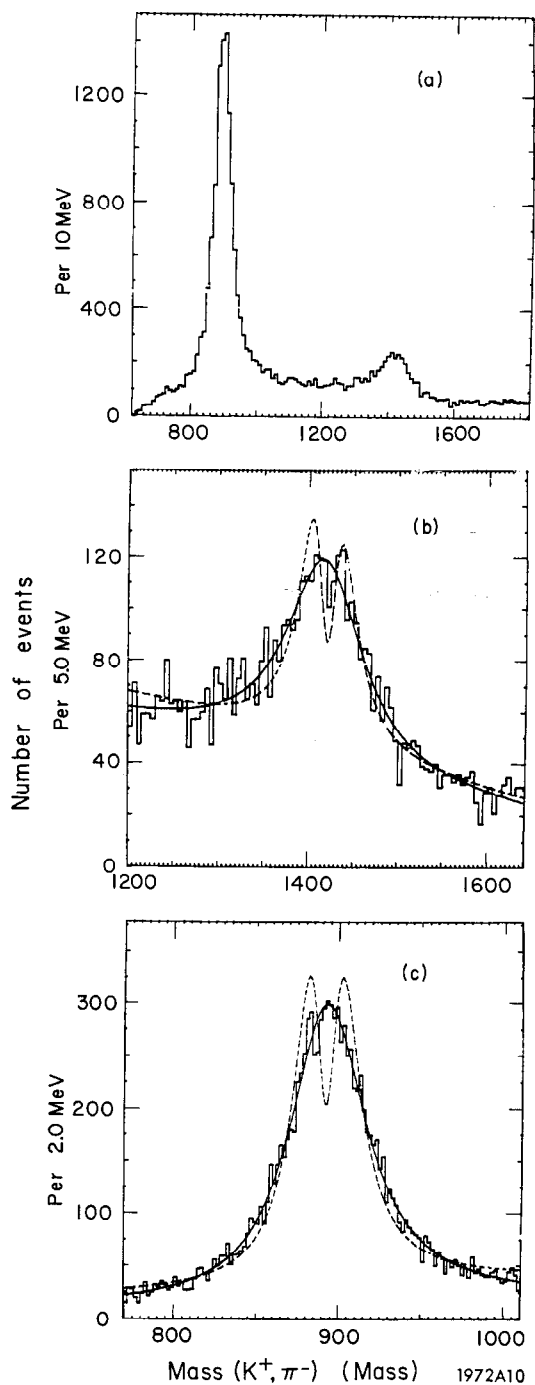 (a)
1200
800
400
0
Per 10 MeV
800 1200 1600
(b)
120
80
40
0
Number of events
Per 5.0 MeV
1200 1400 1600
(c)
300
200
100
0
Per 2.0 MeV
800 900 1000
Mass (K+, π-) (Mass)
1972A10